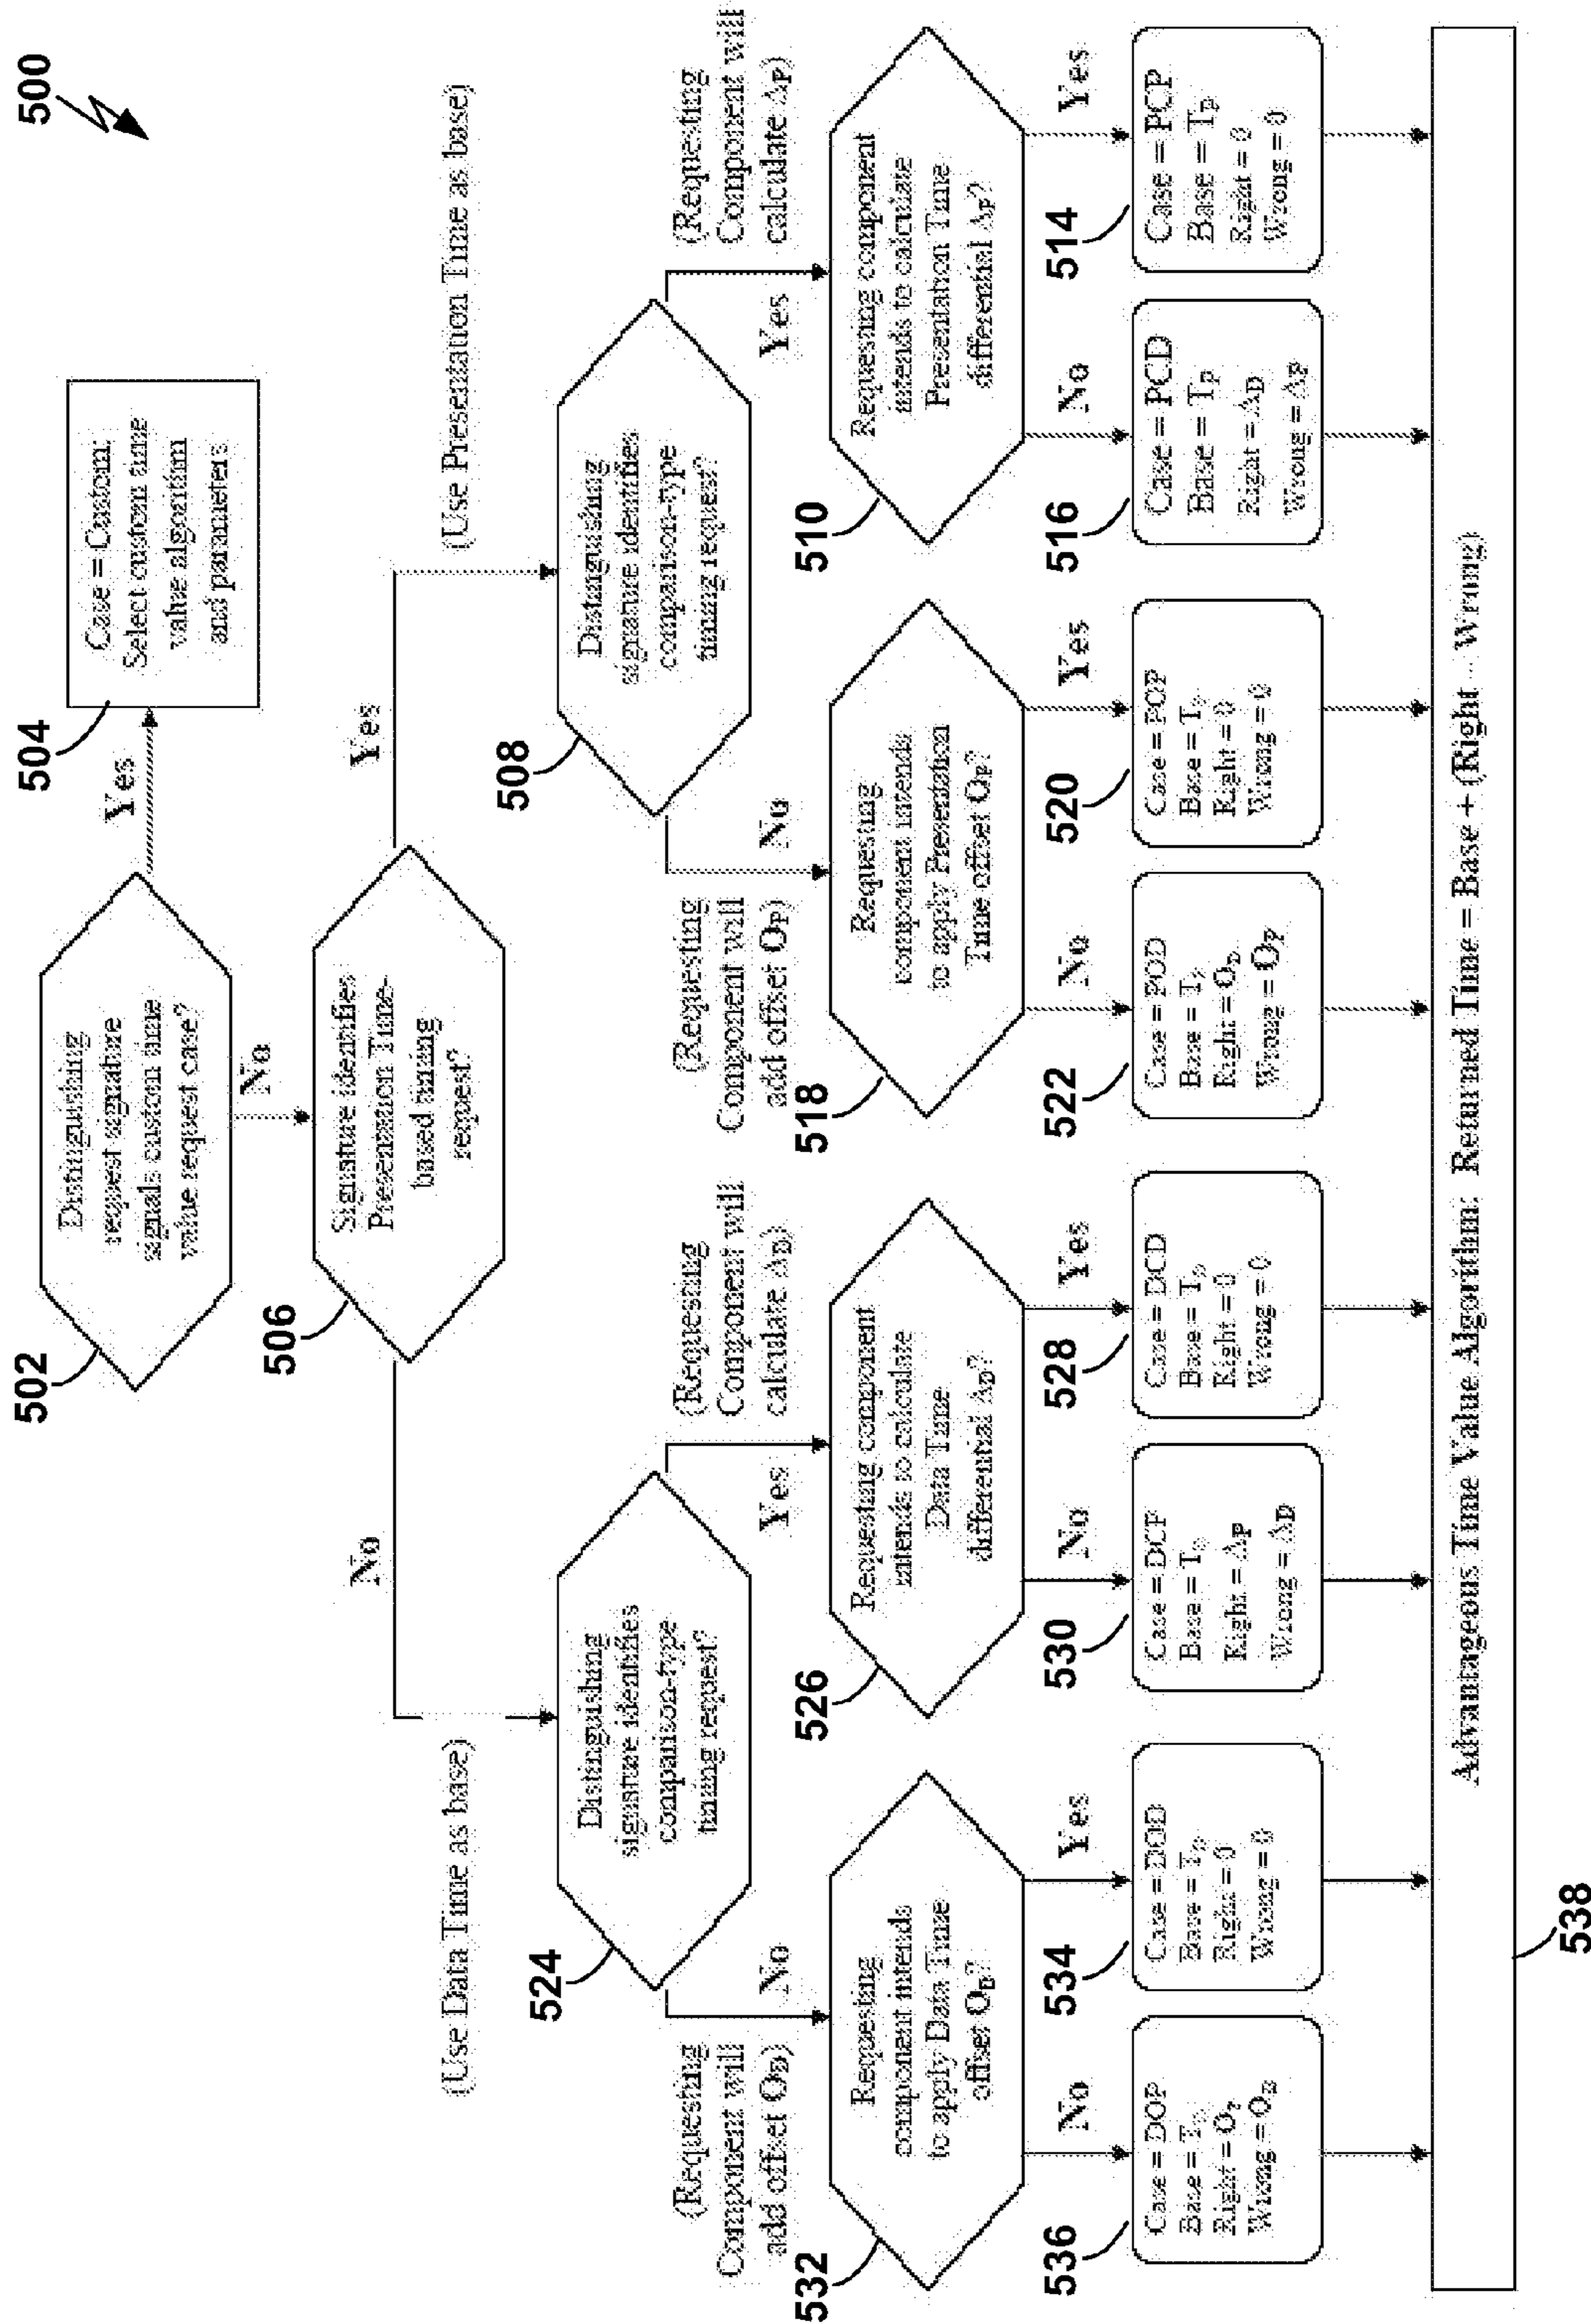 500
502
Distinguishing
request signature
signals custom time
value request case?
Yes
504
Case = Custom;
Select custom time
value algorithm
and parameters
No
506
Signature identifies
Presentation Time-
based timing
request?
No
Yes
(Use Data Time as base)
(Use Presentation Time as base)
524
Distinguishing
signature identifies
comparison-type
timing request?
508
Distinguishing
signature identifies
comparison-type
timing request?
(Requesting
Component will
add offset OD)
No
Yes
(Requesting
Component will
calculate ΔD)
(Requesting
Component will
add offset OP)
No
Yes
(Requesting
Component will
calculate ΔP)
532
Requesting
component intends
to apply Data Time
offset OD?
526
Requesting component
intends to calculate
Data Time
differential ΔD?
518
Requesting
component intends
to apply Presentation
Time offset OP?
510
Requesting component
intends to calculate
Presentation Time
differential ΔP?
No
Yes
No
Yes
No
Yes
No
Yes
536
Case = DOP
Base = TD
Right = OP
Wrong = OD
534
Case = DOD
Base = TD
Right = 0
Wrong = 0
530
Case = DCP
Base = TD
Right = ΔP
Wrong = ΔD
528
Case = DCD
Base = TD
Right = 0
Wrong = 0
522
Case = POD
Base = TP
Right = OD
Wrong = OP
520
Case = POP
Base = TP
Right = 0
Wrong = 0
516
Case = PCD
Base = TP
Right = ΔD
Wrong = ΔP
514
Case = PCP
Base = TP
Right = 0
Wrong = 0
Advantageous Time Value Algorithm: Returned Time = Base + (Right - Wrong)
538